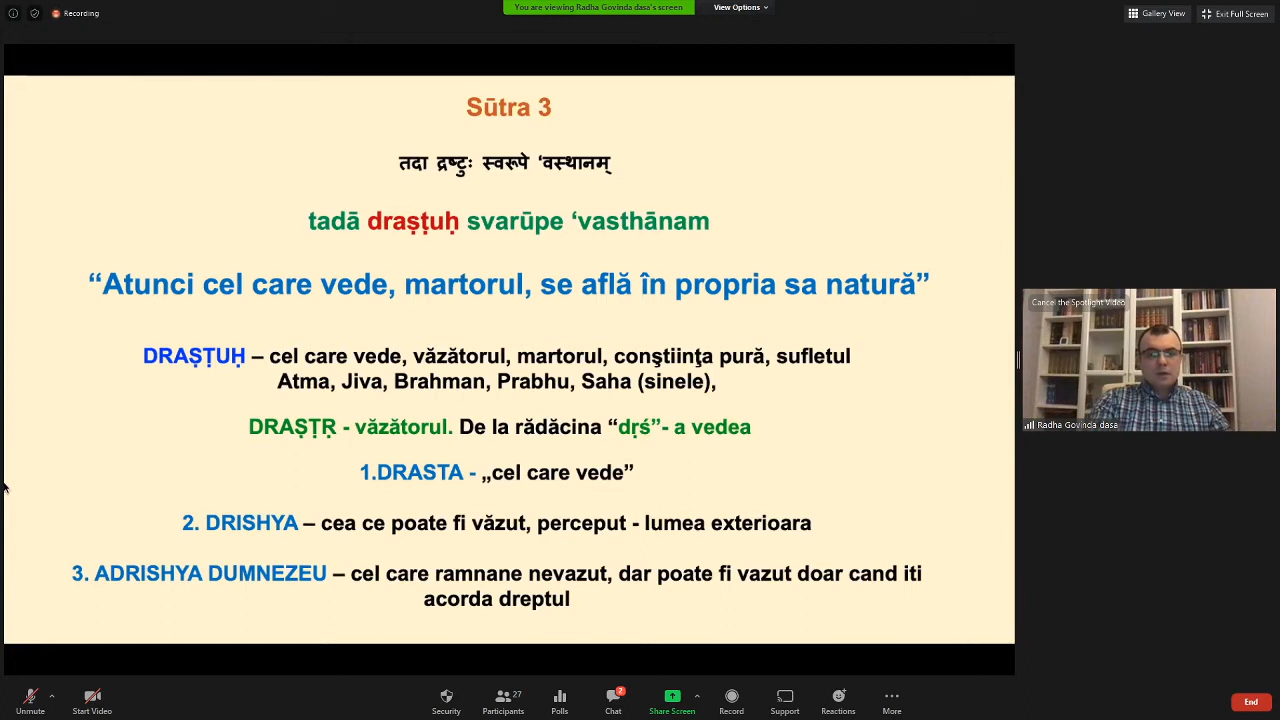 Recording
You are viewing Radha Govinda dasa's screen
View Options
Gallery View
Exit Full Screen
Sūtra 3
तदा द्रष्टुः स्वरूपे ‘वस्थानम्
tadā draṣṭuḥ svarūpe ‘vasthānam
“Atunci cel care vede, martorul, se află în propria sa natură”
DRAṢṬUḤ – cel care vede, văzătorul, martorul, conştiinţa pură, sufletul
Atma, Jiva, Brahman, Prabhu, Saha (sinele),
DRAṢṬṚ - văzătorul. De la rădăcina “dṛś”- a vedea
1.DRASTA - „cel care vede”
2. DRISHYA – cea ce poate fi văzut, perceput - lumea exterioara
3. ADRISHYA DUMNEZEU – cel care ramnane nevazut, dar poate fi vazut doar cand iti
acorda dreptul
Cancel the Spotlight Video
Radha Govinda dasa
Unmute
Start Video
Security
Participants 27
Polls
Chat 2
Share Screen
Record
Support
Reactions
More
End